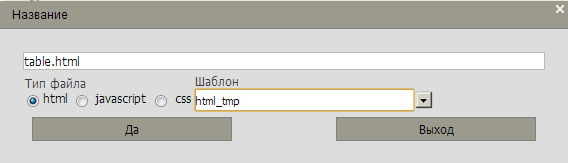 Название
table.html
Тип файла
Шаблон
html javascript css html_tmp
Да Выход